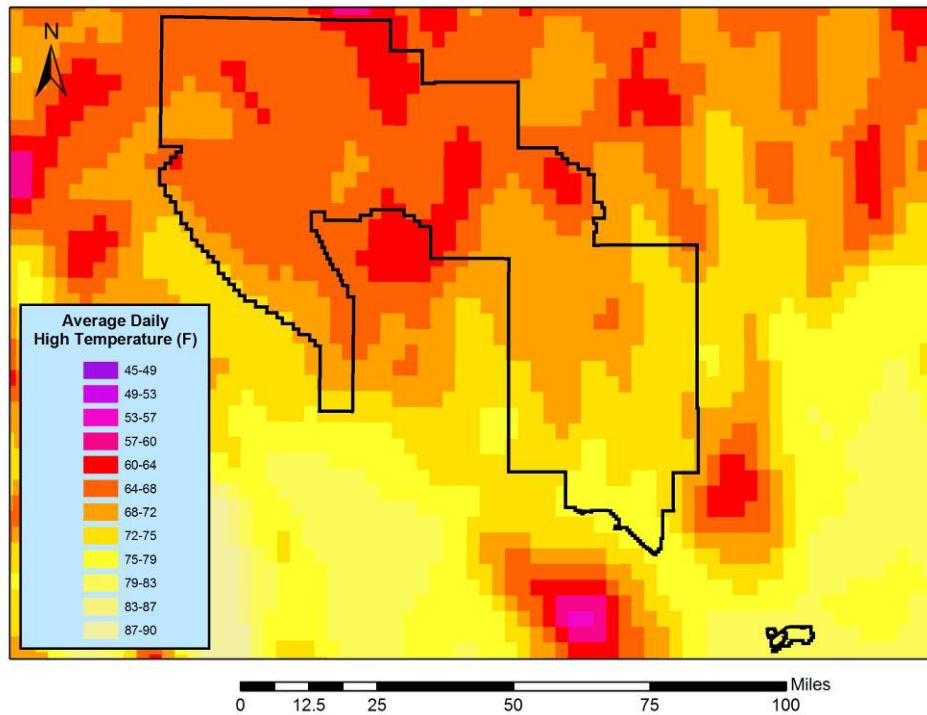 N
Average Daily
High Temperature (F)
45-49
49-53
53-57
57-60
60-64
64-68
68-72
72-75
75-79
79-83
83-87
87-90
Miles
0 12.5 25 50 75 100